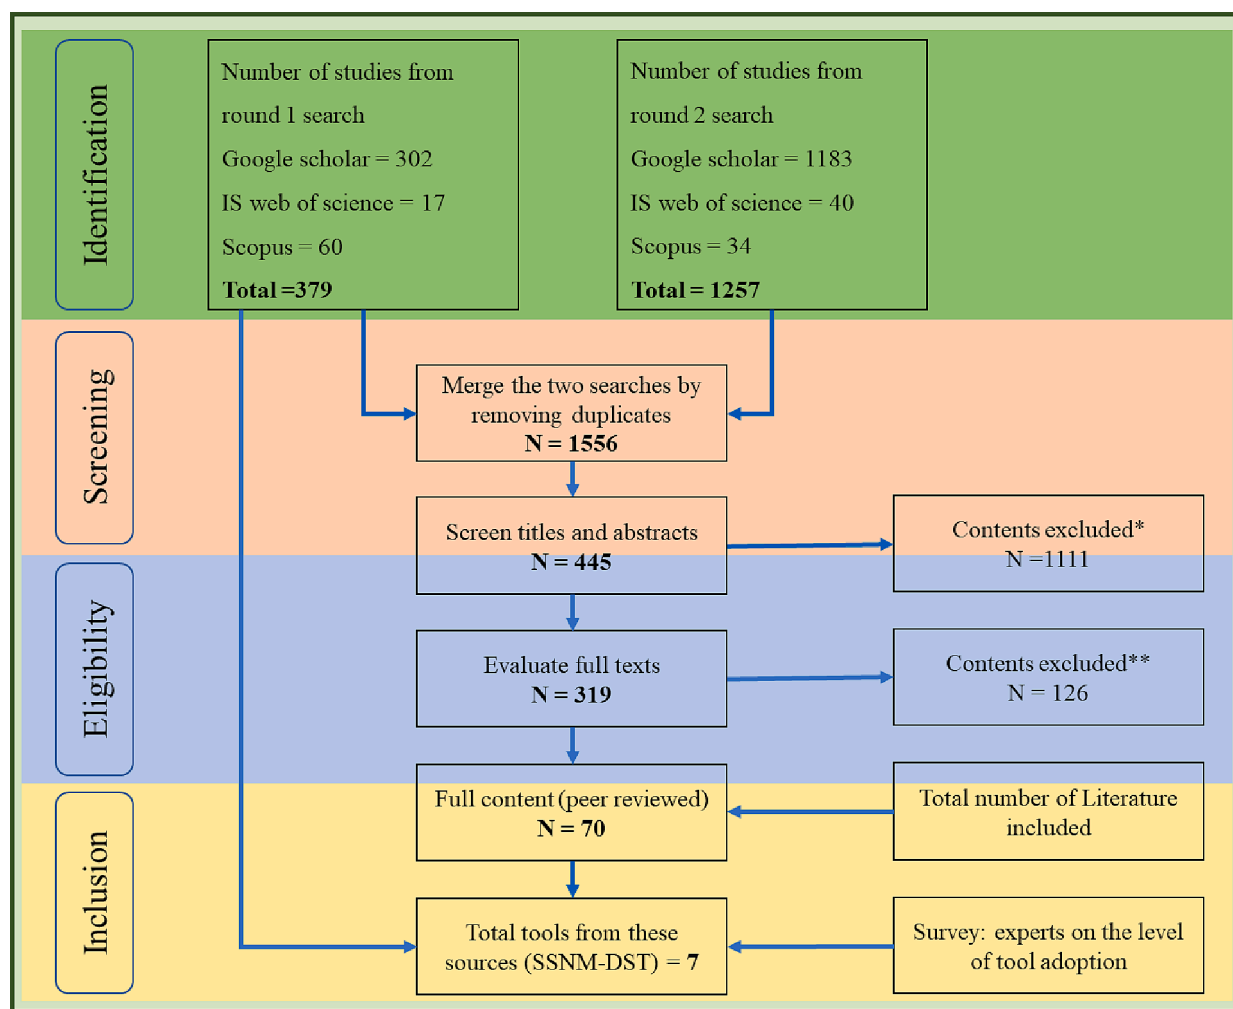 Identification
Number of studies from
round 1 search
Google scholar = 302
IS web of science = 17
Scopus = 60
Total =379
Number of studies from
round 2 search
Google scholar = 1183
IS web of science = 40
Scopus = 34
Total = 1257
Screening
Merge the two searches by
removing duplicates
N = 1556
Screen titles and abstracts
N = 445
Contents excluded*
N =1111
Eligibility
Evaluate full texts
N = 319
Contents excluded**
N = 126
Inclusion
Full content (peer reviewed)
N = 70
Total number of Literature
included
Total tools from these
sources (SSNM-DST) = 7
Survey: experts on the level
of tool adoption